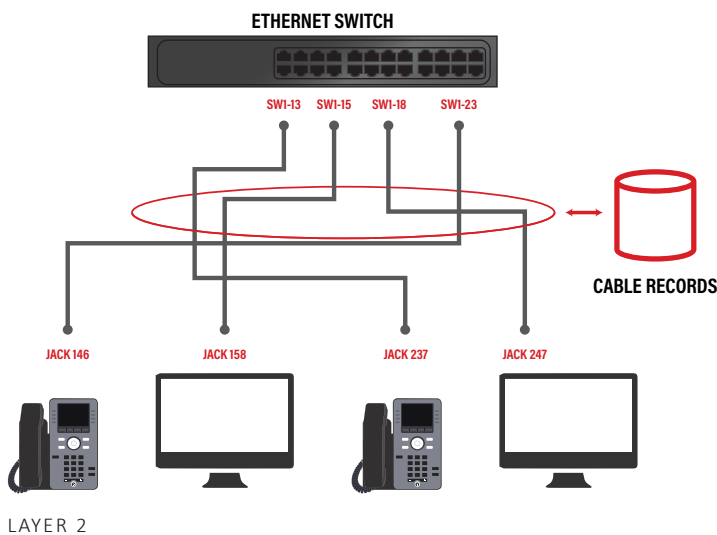 ETHERNET SWITCH
SW1-13 SW1-15 SW1-18 SW1-23
CABLE RECORDS
JACK 146 JACK 158 JACK 237 JACK 247
LAYER 2